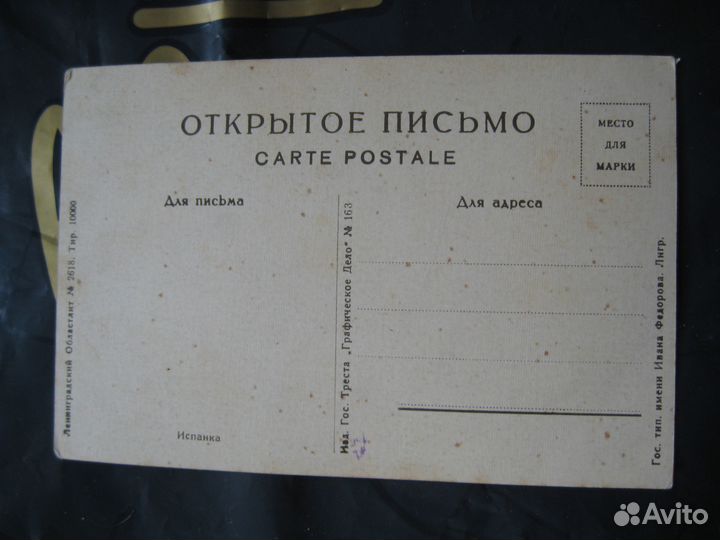 ОТКРЫТОЕ ПИСЬМО
CARTE POSTALE
МЕСТО
ДЛЯ
МАРКИ
Для письма
Для адреса
Ленинградский Областлит № 2618. Тир. 10000
Изд. Гос. Треста „Графическое Дело" № 163
Гос. тип. имени Ивана Федорова. Лнгр.
Испанка
Avito